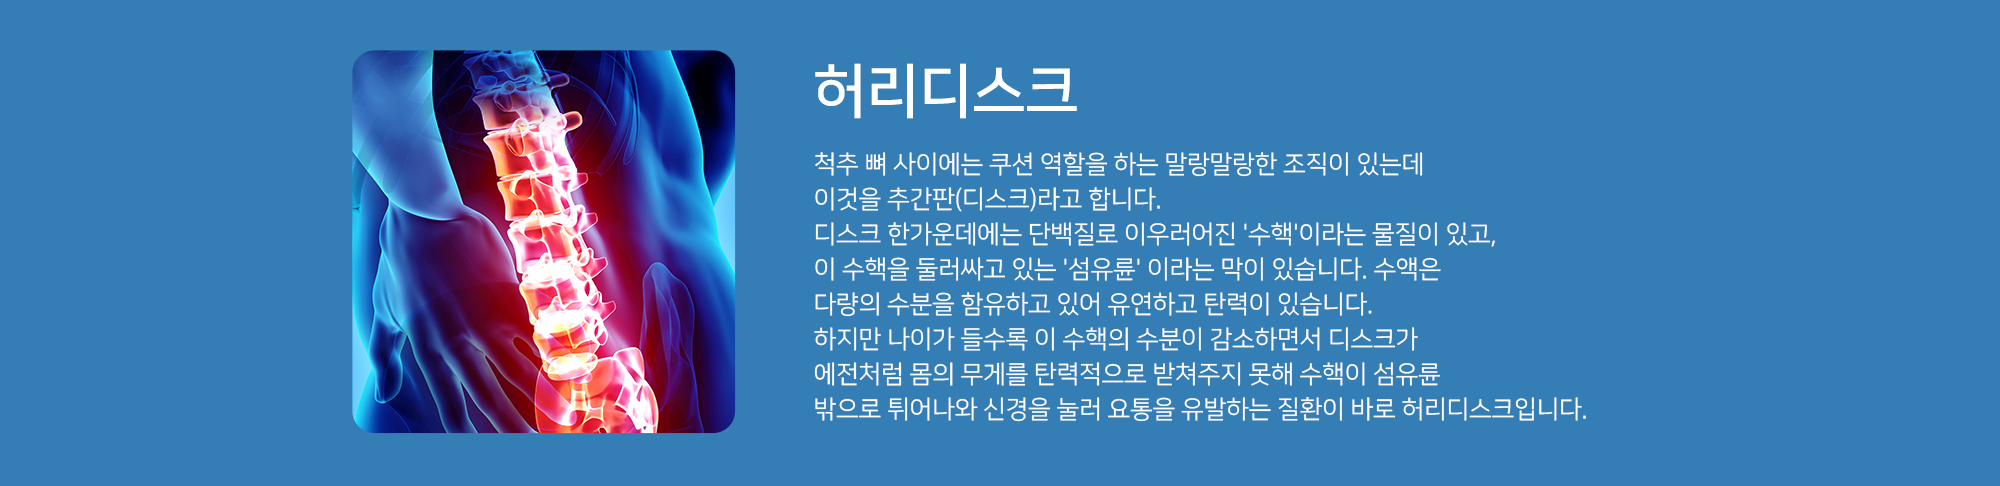 허리디스크
척추 뼈 사이에는 쿠션 역할을 하는 말랑말랑한 조직이 있는데
이것을 추간판(디스크)라고 합니다.
디스크 한가운데에는 단백질로 이우러어진 '수핵'이라는 물질이 있고,
이 수핵을 둘러싸고 있는 '섬유륜' 이라는 막이 있습니다. 수액은
다량의 수분을 함유하고 있어 유연하고 탄력이 있습니다.
하지만 나이가 들수록 이 수핵의 수분이 감소하면서 디스크가
에전처럼 몸의 무게를 탄력적으로 받쳐주지 못해 수핵이 섬유륜
밖으로 튀어나와 신경을 눌러 요통을 유발하는 질환이 바로 허리디스크입니다.